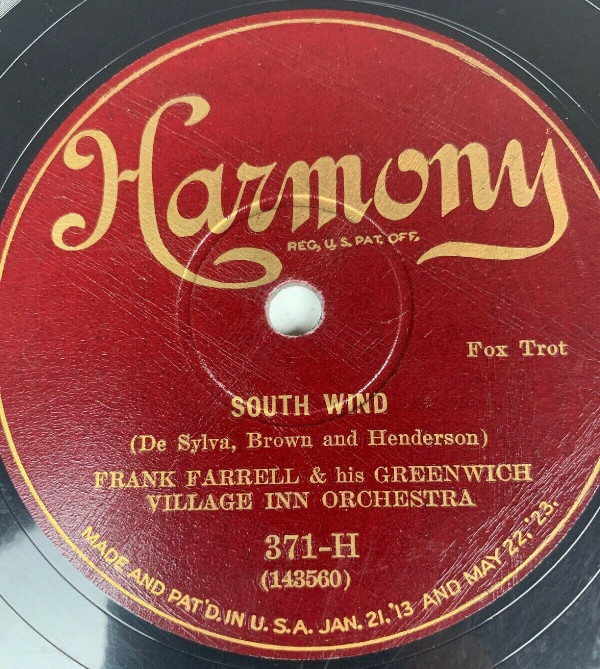 Harmony
REG. U.S. PAT. OFF.
Fox Trot
SOUTH WIND
(De Sylva, Brown and Henderson)
FRANK FARRELL & his GREENWICH
VILLAGE INN ORCHESTRA
371-H
(143560)
MADE AND PAT'D. IN U.S.A. JAN. 21.'13 AND MAY 22,'23.